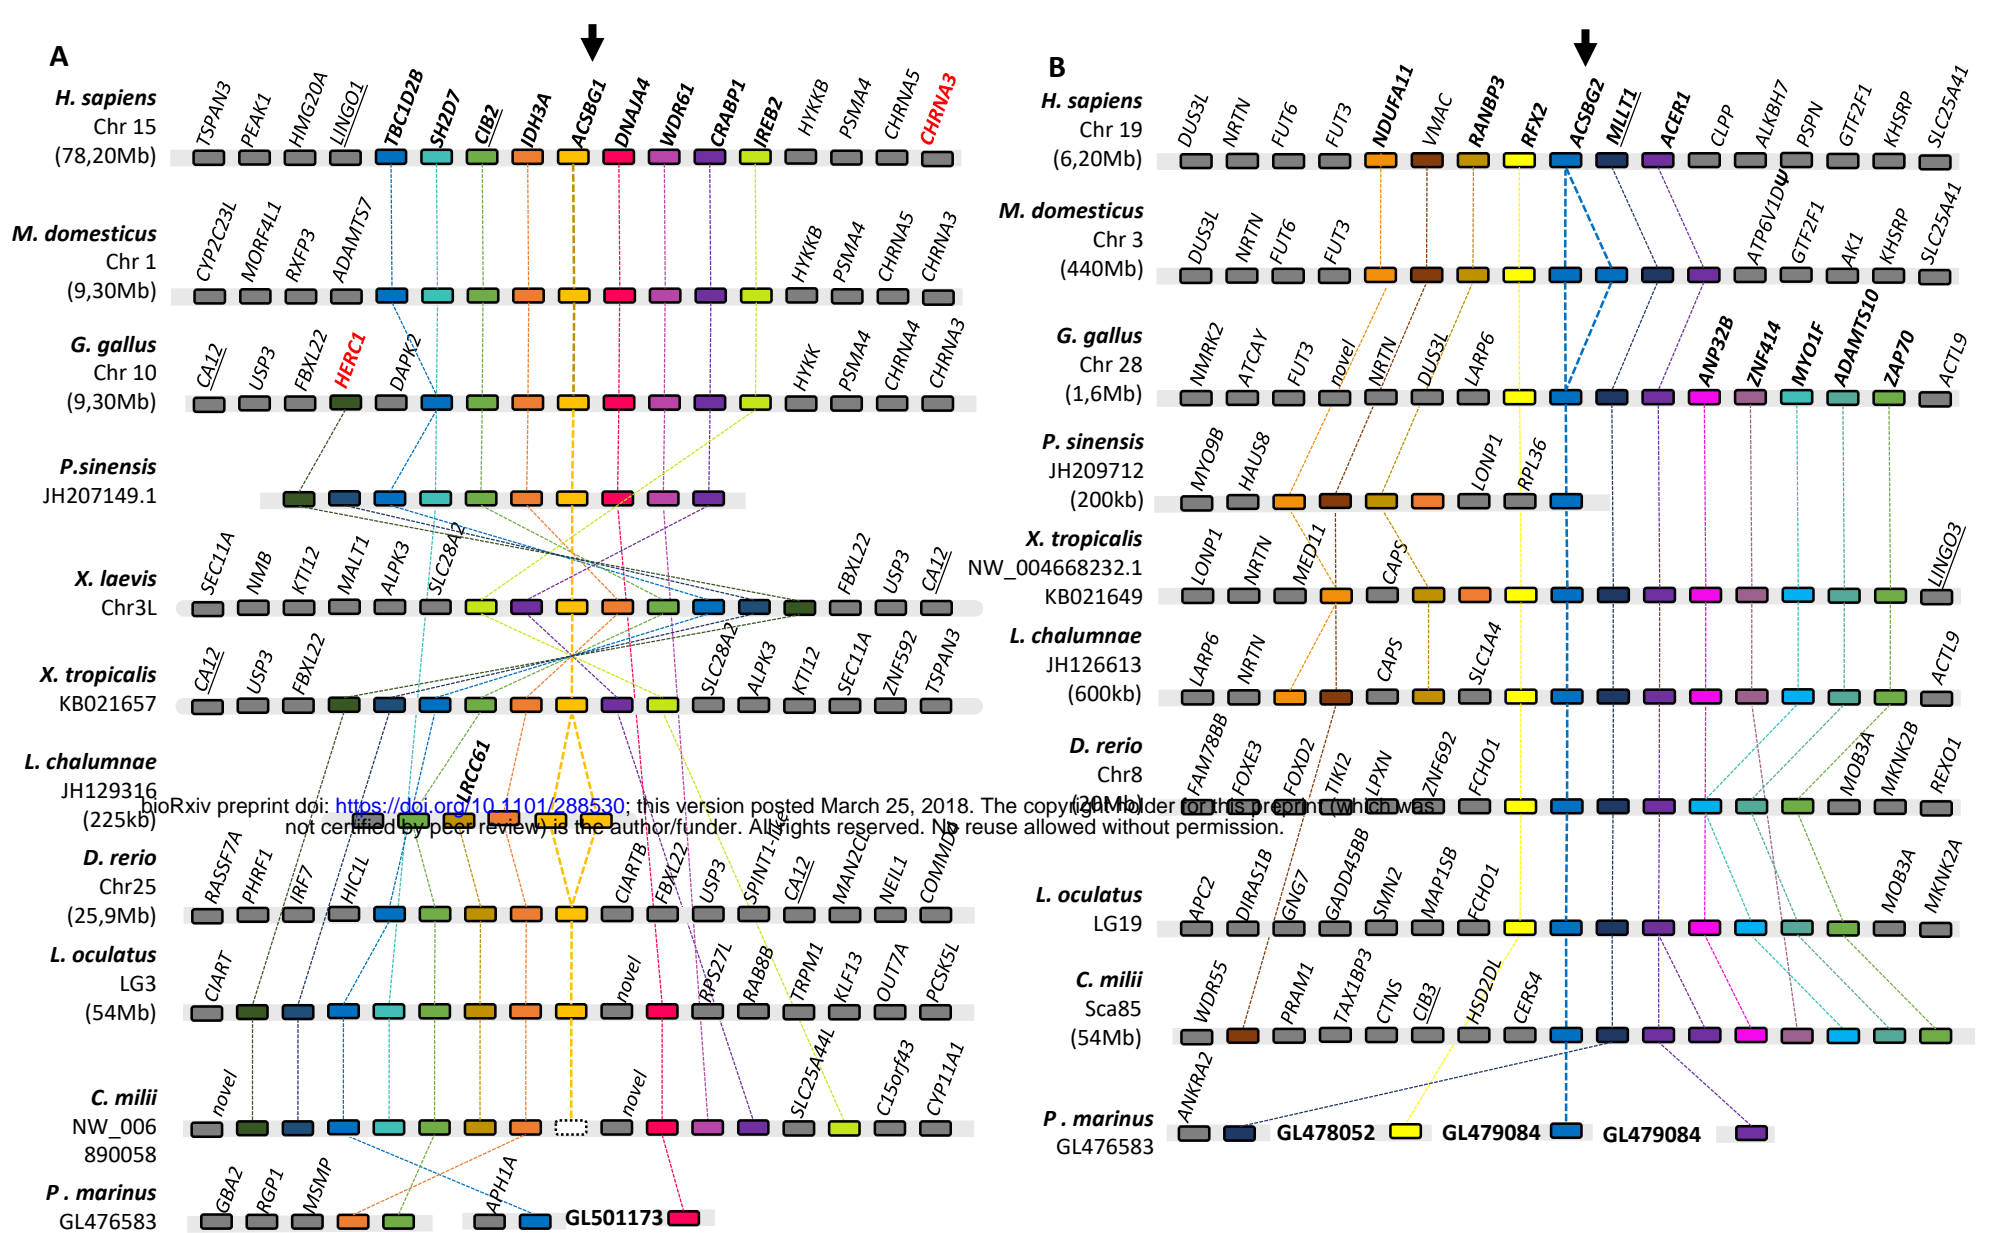 A
H. sapiens
Chr 15
(78,20Mb)
TSPAN3 PEAK1 HMG20A LINGO1 TBC1D2B SH2D7 CIB2 IDH3A ACSBG1 DNAJA4 WDR61 CRABP1 IREB2 HYKKB PSMA4 CHRNA5 CHRNA3
M. domesticus
Chr 1
(9,30Mb)
CYP2C23L MORF4L1 RXFP3 ADAMTS7 HYKKB PSMA4 CHRNA5 CHRNA3
G. gallus
Chr 10
(9,30Mb)
CA12 USP3 FBXL22 HERC1 DAPK2 HYKK PSMA4 CHRNA4 CHRNA3
P.sinensis
JH207149.1
X. laevis
Chr3L
SEC11A NMB KTI12 MALT1 ALPK3 SLC28A2 FBXL22 USP3 CA12
X. tropicalis
KB021657
CA12 USP3 FBXL22 SLC28A2 ALPK3 KTI12 SEC11A ZNF592 TSPAN3
L. chalumnae
JH129316
(225kb)
LRCC61
bioRxiv preprint doi: https://doi.org/10.1101/288530; this version posted March 25, 2018. The copyright holder for this preprint (which was
not certified by peer review) is the author/funder. All rights reserved. No reuse allowed without permission.
D. rerio
Chr25
(25,9Mb)
RASSF7A PHRF1 IRF7 HIC1L CIARTB FBXL22 USP3 SPINT1-like CA12 MAN2CL NEIL1 COMMD4
L. oculatus
LG3
(54Mb)
CIART novel RPS27L RAB8B TRPM1 KLF13 OUT7A PCSK5L
C. milii
NW_006
890058
novel novel SLC25A44L C15orf43 CYP11A1
P . marinus
GL476583
GBA2 RGP1 MSMP APH1A GL501173
B
H. sapiens
Chr 19
(6,20Mb)
DUS3L NRTN FUT6 FUT3 NDUFA11 VMAC RANBP3 RFX2 ACSBG2 MLLT1 ACER1 CLPP ALKBH7 PSPN GTF2F1 KHSRP SLC25A41
M. domesticus
Chr 3
(440Mb)
DUS3L NRTN FUT6 FUT3 ATP6V1DΨ GTF2F1 AK1 KHSRP SLC25A41
G. gallus
Chr 28
(1,6Mb)
NMRK2 ATCAY FUT3 novel NRTN DUS3L LARP6 ANP32B ZNF414 MYO1F ADAMTS10 ZAP70 ACTL9
P. sinensis
JH209712
(200kb)
MYO9B HAUS8 LONP1 RPL36
X. tropicalis
NW_004668232.1
KB021649
LONP1 NRTN MED11 CAPS LINGO3
L. chalumnae
JH126613
(600kb)
LARP6 NRTN CAPS SLC1A4 ACTL9
D. rerio
Chr8
(20Mb)
FAM78BB FOXE3 FOXD2 TIKI2 LPXN ZNF692 FCHO1 MOB3A MKNK2B REXO1
L. oculatus
LG19
APC2 DIRAS1B GNG7 GADD45BB SMN2 MAP1SB FCHO1 MOB3A MKNK2A
C. milii
Sca85
(54Mb)
WDR55 PRAM1 TAX1BP3 CTNS CIB3 HSD2DL CERS4
P . marinus
GL476583
ANKRA2 GL478052 GL479084 GL479084